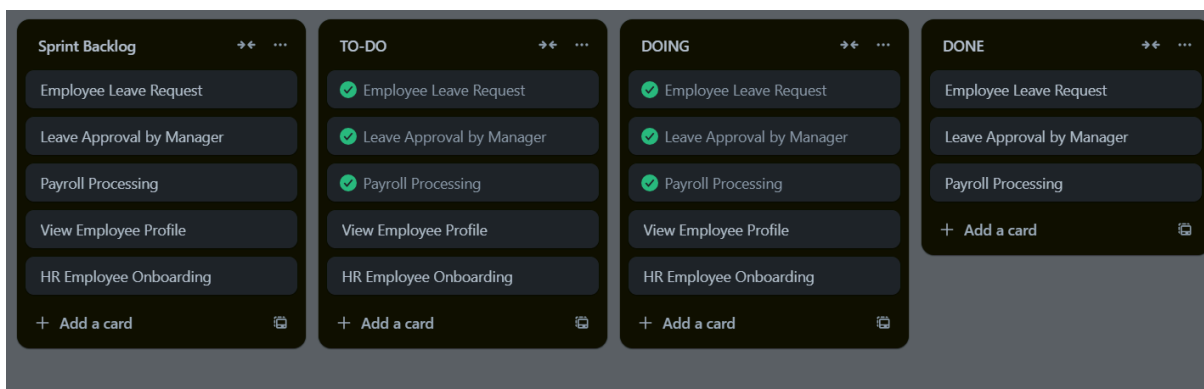 Sprint Backlog
Employee Leave Request
Leave Approval by Manager
Payroll Processing
View Employee Profile
HR Employee Onboarding
+ Add a card
TO-DO
Employee Leave Request
Leave Approval by Manager
Payroll Processing
View Employee Profile
HR Employee Onboarding
+ Add a card
DOING
Employee Leave Request
Leave Approval by Manager
Payroll Processing
View Employee Profile
HR Employee Onboarding
+ Add a card
DONE
Employee Leave Request
Leave Approval by Manager
Payroll Processing
+ Add a card